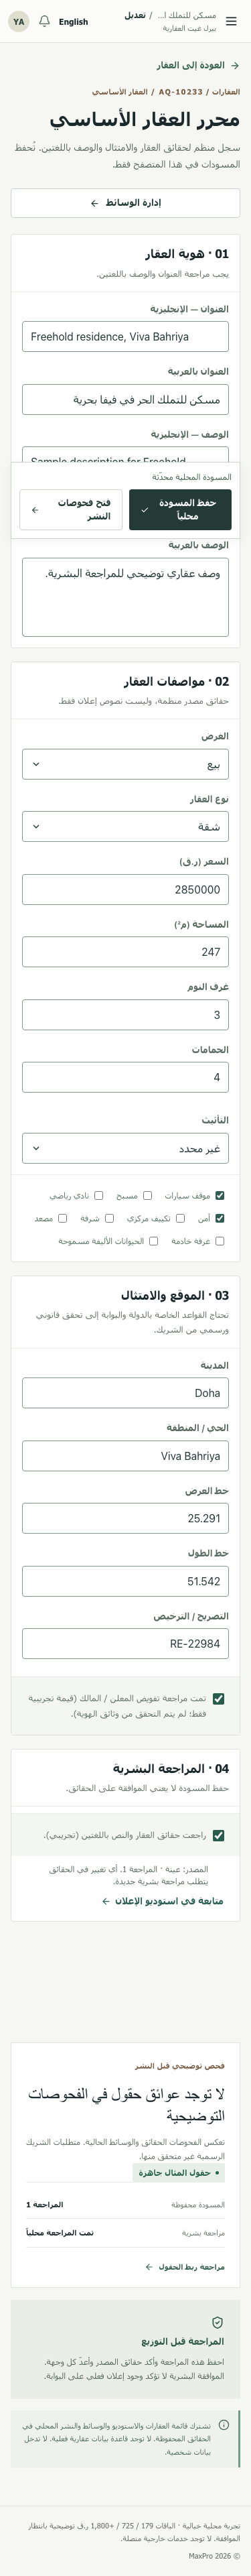 مسكن للتملك ا... / تعديل
بيرل غيت العقارية
English
YA
العودة إلى العقار
العقارات / AQ-10233 / العقار الأساسي
محرر العقار الأساسي
سجل منظم لحقائق العقار والامتثال والوصف باللغتين. تُحفظ
المسودات في هذا المتصفح فقط.
إدارة الوسائط
01 · هوية العقار
يجب مراجعة العنوان والوصف باللغتين.
العنوان — الإنجليزية
Freehold residence, Viva Bahriya
العنوان بالعربية
مسكن للتملك الحر في فيفا بحرية
الوصف — الإنجليزية
Sample description for Freehold
المسودة المحلية محدّثة
حفظ المسودة
محلياً
فتح فحوصات
النشر
الوصف بالعربية
وصف عقاري توضيحي للمراجعة البشرية.
02 · مواصفات العقار
حقائق مصدر منظمة، وليست نصوص إعلان فقط.
الغرض
بيع
نوع العقار
شقة
السعر (ر.ق)
2850000
المساحة (م²)
247
غرف النوم
3
الحمامات
4
التأثيث
غير محدد
موقف سيارات
مسبح
نادي رياضي
أمن
تكييف مركزي
شرفة
مصعد
غرفة خادمة
الحيوانات الأليفة مسموحة
03 · الموقع والامتثال
تحتاج القواعد الخاصة بالدولة والبوابة إلى تحقق قانوني
ورسمي من الشريك.
المدينة
Doha
الحي / المنطقة
Viva Bahriya
خط العرض
25.291
خط الطول
51.542
التصريح / الترخيص
RE-22984
تمت مراجعة تفويض المعلن / المالك (قيمة تجريبية
فقط؛ لم يتم التحقق من وثائق الهوية).
04 · المراجعة البشرية
حفظ المسودة لا يعني الموافقة على الحقائق.
راجعت حقائق العقار والنص باللغتين (تجريبي).
المصدر: عينة · المراجعة 1. أي تغيير في الحقائق
يتطلب مراجعة بشرية جديدة.
متابعة في استوديو الإعلان
فحص توضيحي قبل النشر
لا توجد عوائق حقول في الفحوصات
التوضيحية
تعكس الفحوصات الحقائق والوسائط الحالية. متطلبات الشريك
الرسمية غير متحقق منها.
حقول المثال جاهزة
المسودة محفوظة
المراجعة 1
مراجعة بشرية
تمت المراجعة محلياً
مراجعة ربط الحقول
المراجعة قبل التوزيع
احفظ هذه المراجعة وأكد حقائق المصدر وأعدّ كل وجهة.
الموافقة البشرية لا تؤكد وجود إعلان فعلي على البوابة.
تشترك قائمة العقارات والاستوديو والوسائط والنشر المحلي في
الحقائق المحفوظة. لا توجد قاعدة بيانات عقارية فعلية. لا تدخل
بيانات شخصية.
تجربة محلية خيالية · الباقات 179 / 725 / +1,800 ر.ق توضيحية بانتظار
الموافقة. لا توجد خدمات خارجية متصلة.
© 2026 MaxPro